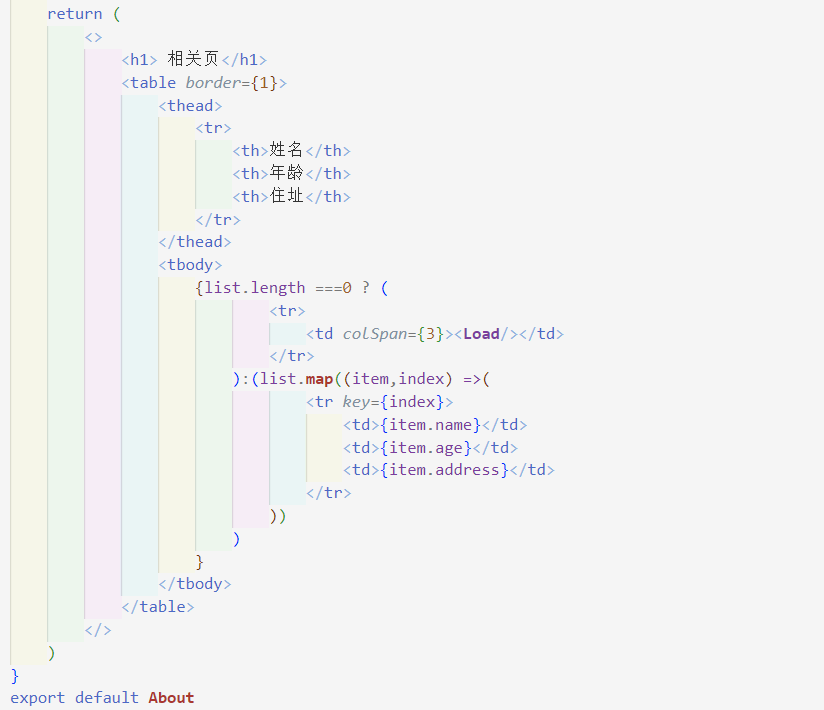 return (
<>
<h1> 相关页</h1>
<table border={1}>
<thead>
<tr>
<th>姓名</th>
<th>年龄</th>
<th>住址</th>
</tr>
</thead>
<tbody>
{list.length ===0 ? (
<tr>
<td colSpan={3}><Load/></td>
</tr>
):(list.map((item,index) =>(
<tr key={index}>
<td>{item.name}</td>
<td>{item.age}</td>
<td>{item.address}</td>
</tr>
))
)
}
</tbody>
</table>
</>
)
}
export default About